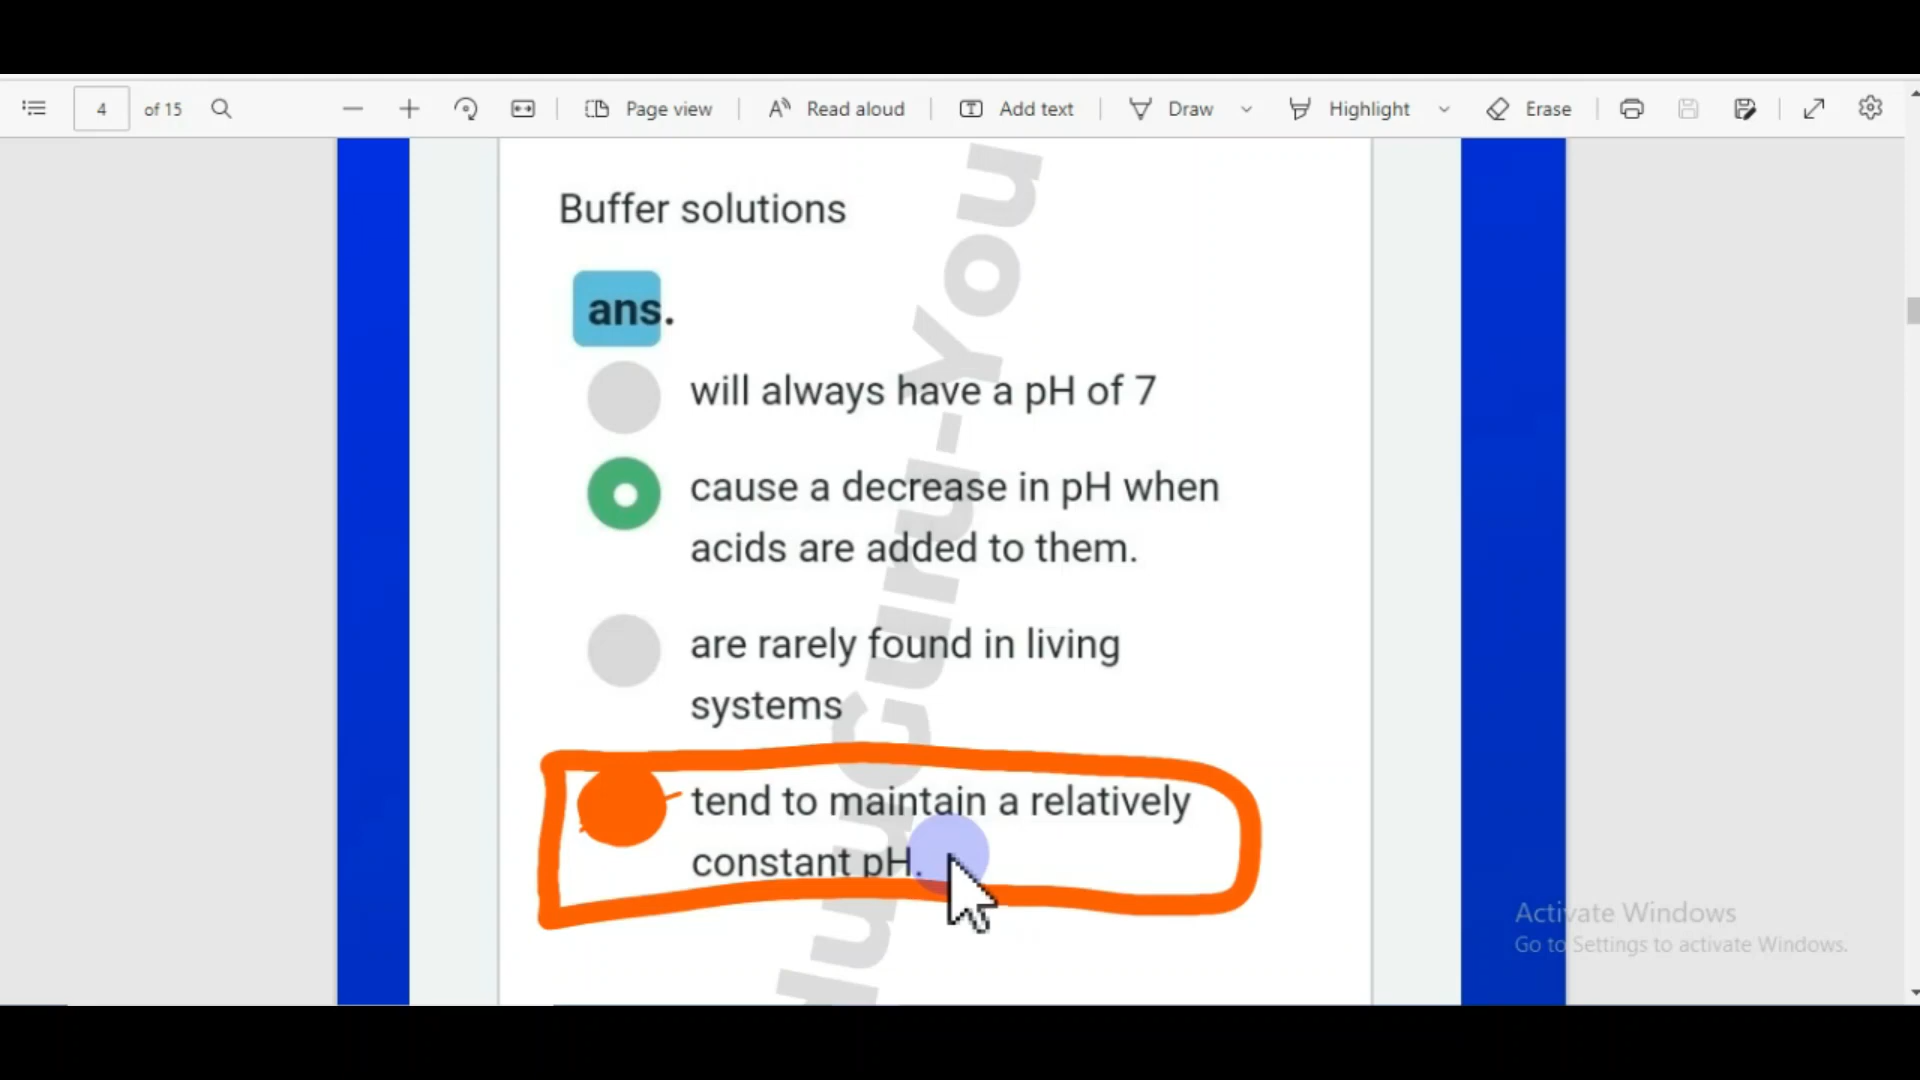 4 of 15 Page view Read aloud Add text Draw Highlight Erase
Buffer solutions
ans.
will always have a pH of 7
cause a decrease in pH when
acids are added to them.
are rarely found in living
systems
tend to maintain a relatively
constant pH.
Activate Windows
Go to Settings to activate Windows.